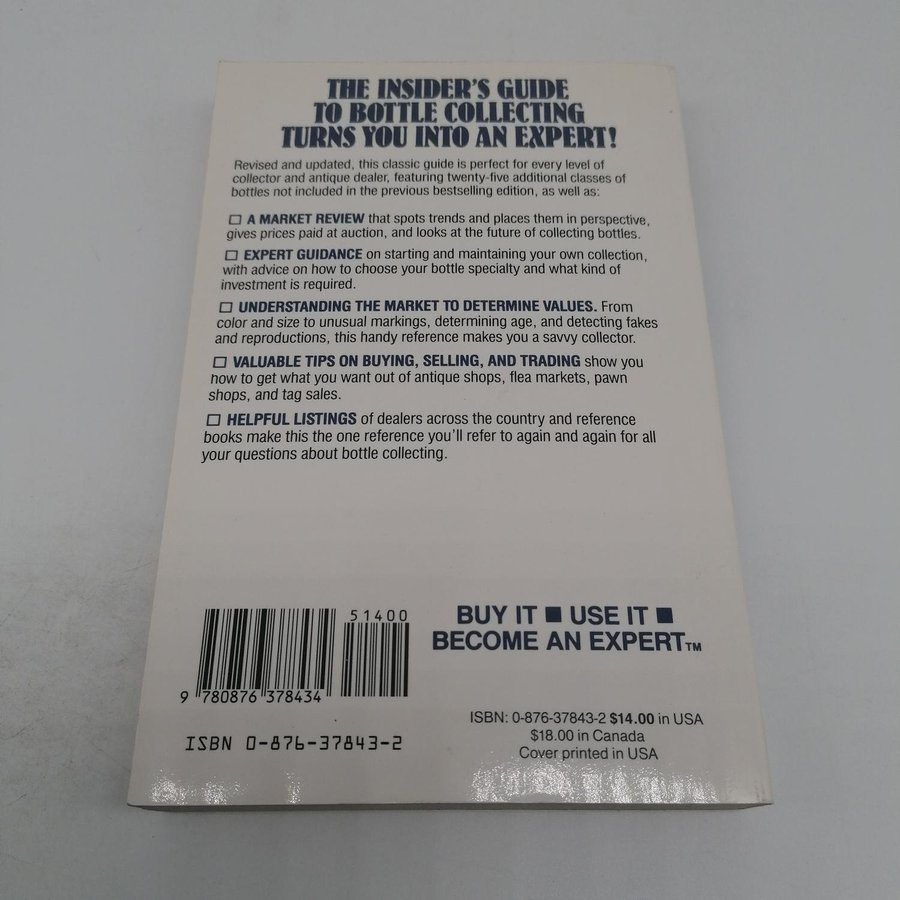 THE INSIDER'S GUIDE
TO BOTTLE COLLECTING
TURNS YOU INTO AN EXPERT!
Revised and updated, this classic guide is perfect for every level of
collector and antique dealer, featuring twenty-five additional classes of
bottles not included in the previous bestselling edition, as well as:
☐ A MARKET REVIEW that spots trends and places them in perspective,
gives prices paid at auction, and looks at the future of collecting bottles.
☐ EXPERT GUIDANCE on starting and maintaining your own collection,
with advice on how to choose your bottle specialty and what kind of
investment is required.
☐ UNDERSTANDING THE MARKET TO DETERMINE VALUES. From
color and size to unusual markings, determining age, and detecting fakes
and reproductions, this handy reference makes you a savvy collector.
☐ VALUABLE TIPS ON BUYING, SELLING, AND TRADING show you
how to get what you want out of antique shops, flea markets, pawn
shops, and tag sales.
☐ HELPFUL LISTINGS of dealers across the country and reference
books make this the one reference you'll refer to again and again for all
your questions about bottle collecting.
51400
9 780876 378434
ISBN 0-876-37843-2
BUY IT ■ USE IT ■
BECOME AN EXPERT™
ISBN: 0-876-37843-2 $14.00 in USA
$18.00 in Canada
Cover printed in USA